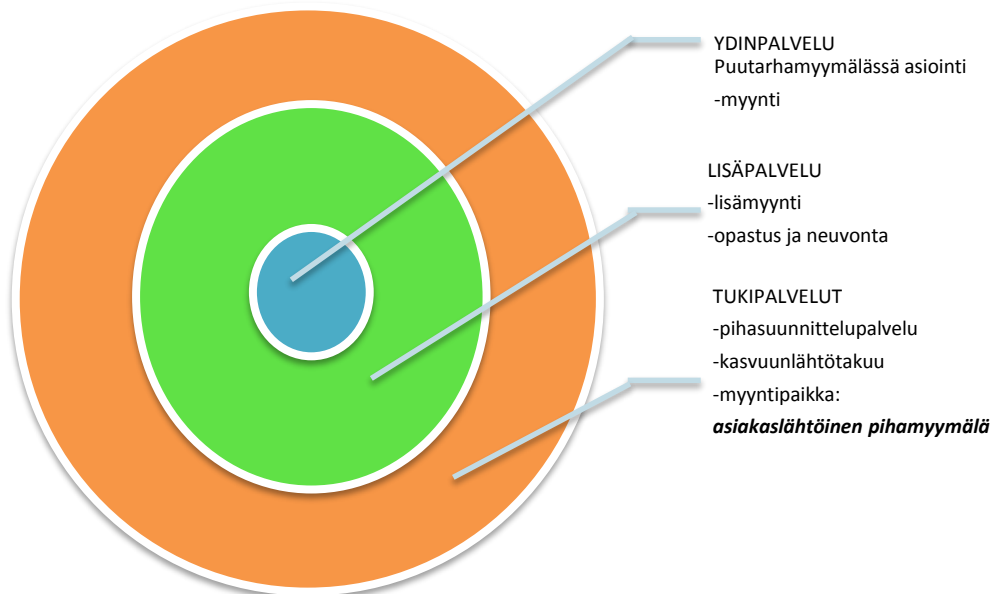 YDINPALVELU
Puutarhamyymälässä asiointi
-myynti
LISÄPALVELU
-lisämyynti
-opastus ja neuvonta
TUKIPALVELUT
-pihasuunnittelupalvelu
-kasvuunlähtötakuu
-myyntipaikka:
asiakaslähtöinen pihamyymälä